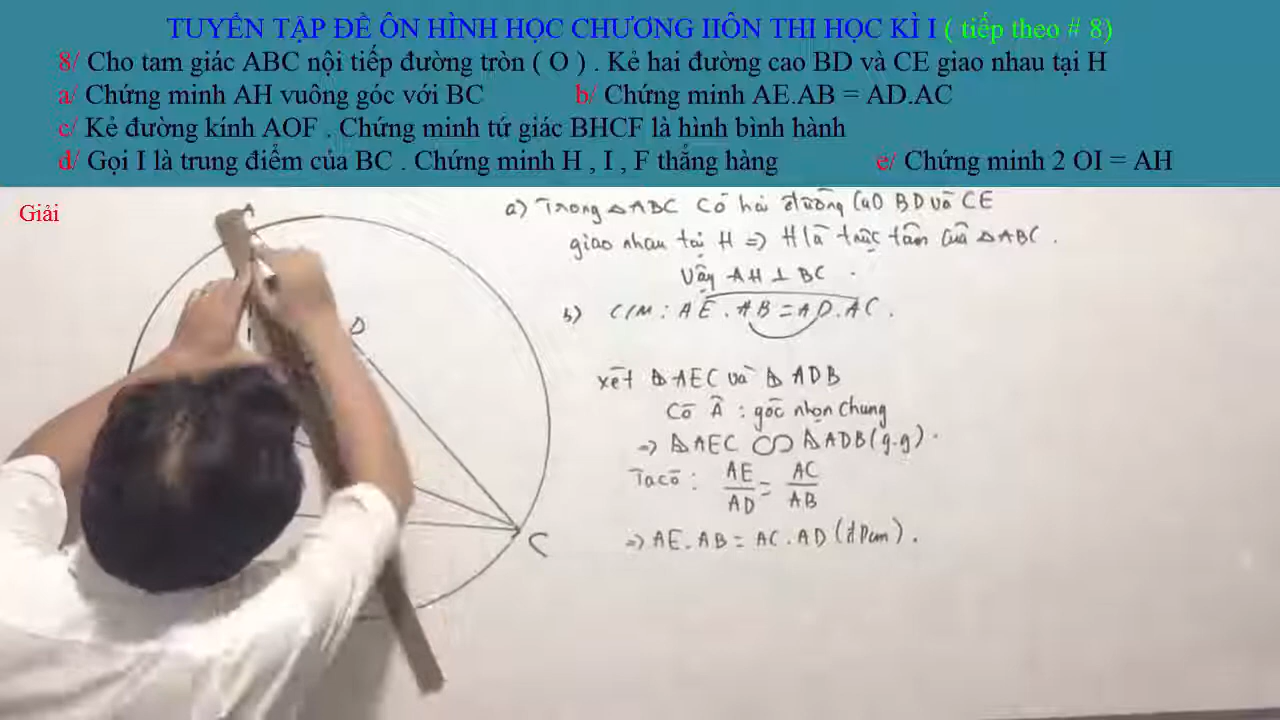 TUYỂN TẬP ĐỀ ÔN HÌNH HỌC CHƯƠNG IIÔN THI HỌC KÌ I ( tiếp theo # 8)
8/ Cho tam giác ABC nội tiếp đường tròn ( O ) . Kẻ hai đường cao BD và CE giao nhau tại H
a/ Chứng minh AH vuông góc với BC b/ Chứng minh AE.AB = AD.AC
c/ Kẻ đường kính AOF . Chứng minh tứ giác BHCF là hình bình hành
d/ Gọi I là trung điểm của BC . Chứng minh H , I , F thẳng hàng e/ Chứng minh 2 OI = AH
Giải
a) Trong ΔABC có hai đường cao BD và CE
giao nhau tại H => H là trực tâm của ΔABC .
Vậy AH ⊥ BC .
b) C/M : AE . AB = AD . AC .
xét ΔAEC và ΔADB
Có Â : góc nhọn chung
=> ΔAEC ∽ ΔADB (g.g) .
Ta có : AE/AD = AC/AB
=> AE . AB = AC . AD (đpcm) .
A
D
C